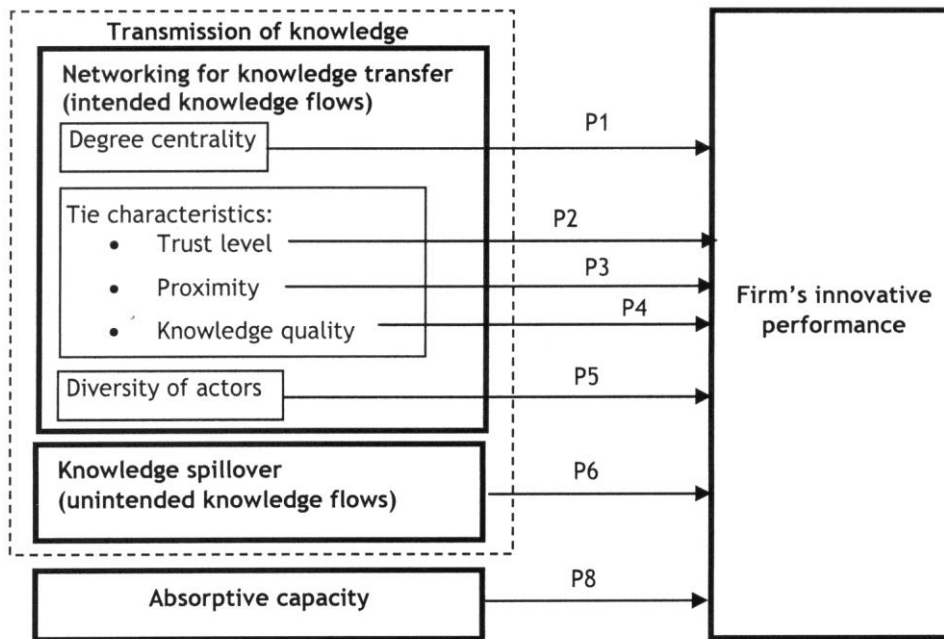 Transmission of knowledge
Networking for knowledge transfer
(intended knowledge flows)
Degree centrality
P1
Tie characteristics:
• Trust level
P2
• Proximity
P3
• Knowledge quality
P4
Diversity of actors
P5
Knowledge spillover
(unintended knowledge flows)
P6
Absorptive capacity
P8
Firm's innovative
performance